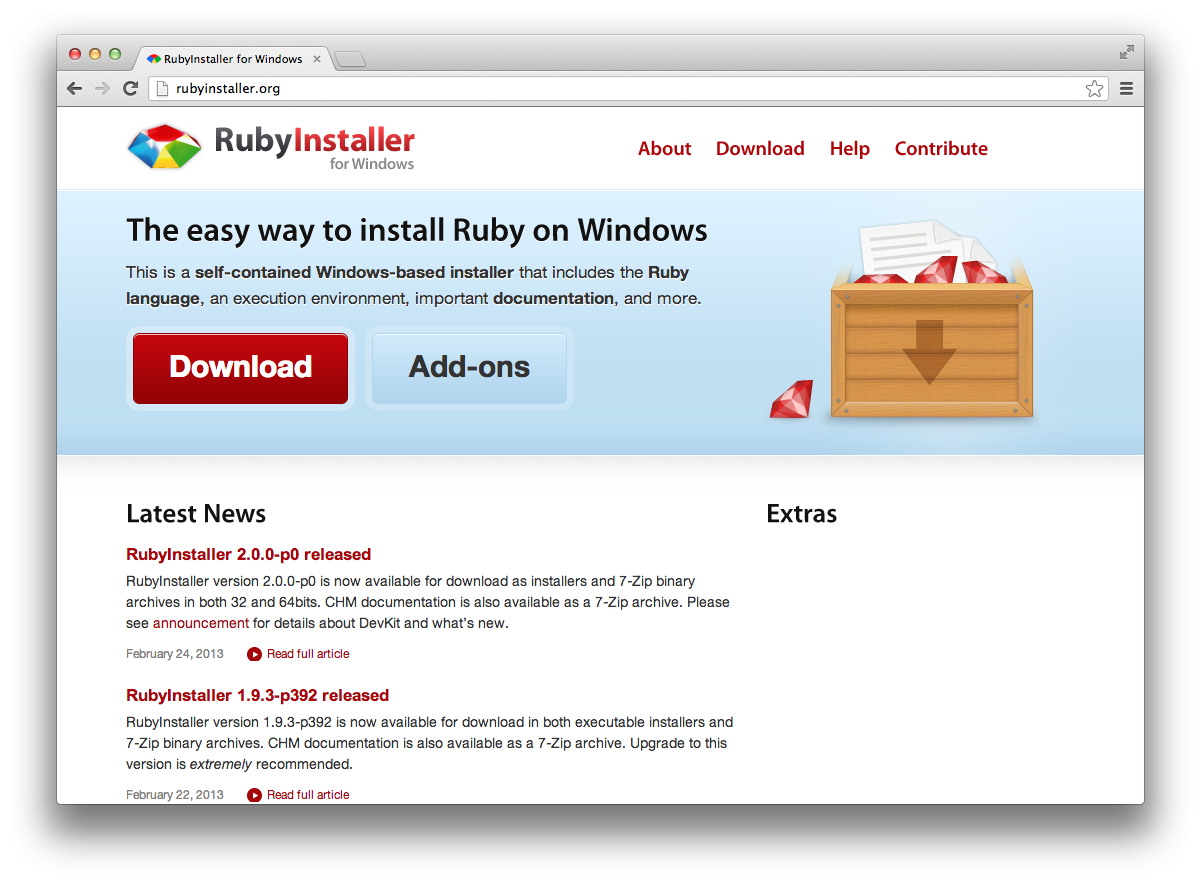 RubyInstaller for Windows
rubyinstaller.org
RubyInstaller
for Windows
About Download Help Contribute
The easy way to install Ruby on Windows
This is a self-contained Windows-based installer that includes the Ruby
language, an execution environment, important documentation, and more.
Download Add-ons
Latest News
RubyInstaller 2.0.0-p0 released
RubyInstaller version 2.0.0-p0 is now available for download as installers and 7-Zip binary
archives in both 32 and 64bits. CHM documentation is also available as a 7-Zip archive. Please
see announcement for details about DevKit and what’s new.
February 24, 2013 Read full article
RubyInstaller 1.9.3-p392 released
RubyInstaller version 1.9.3-p392 is now available for download in both executable installers and
7-Zip binary archives. CHM documentation is also available as a 7-Zip archive. Upgrade to this
version is extremely recommended.
February 22, 2013 Read full article
Extras